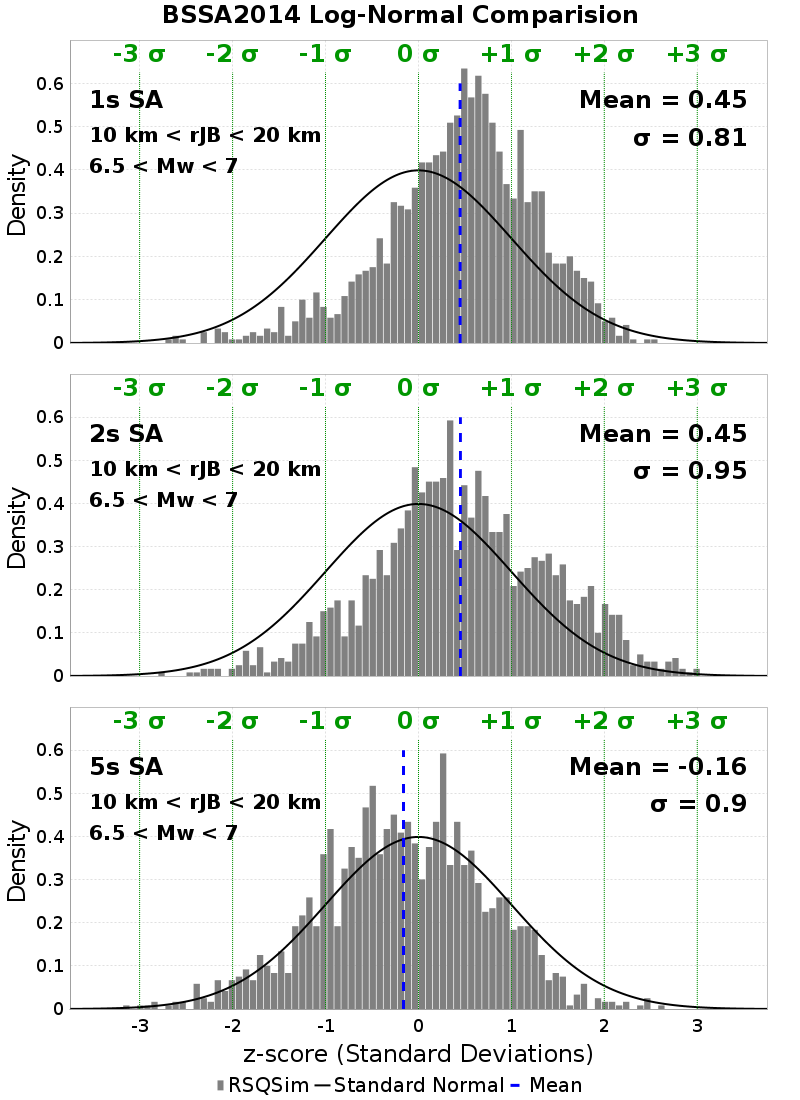 BSSA2014 Log-Normal Comparision
-3 σ -2 σ -1 σ 0 σ +1 σ +2 σ +3 σ
0.6
1s SA Mean = 0.45
0.5
10 km < rJB < 20 km σ = 0.81
6.5 < Mw < 7
0.4
0.3
0.2
0.1
0
Density
-3 σ -2 σ -1 σ 0 σ +1 σ +2 σ +3 σ
0.6
2s SA Mean = 0.45
0.5
10 km < rJB < 20 km σ = 0.95
6.5 < Mw < 7
0.4
0.3
0.2
0.1
0
Density
-3 σ -2 σ -1 σ 0 σ +1 σ +2 σ +3 σ
0.6
5s SA Mean = -0.16
0.5
10 km < rJB < 20 km σ = 0.9
6.5 < Mw < 7
0.4
0.3
0.2
0.1
0
Density
-3 -2 -1 0 1 2 3
z-score (Standard Deviations)
RSQSim Standard Normal Mean